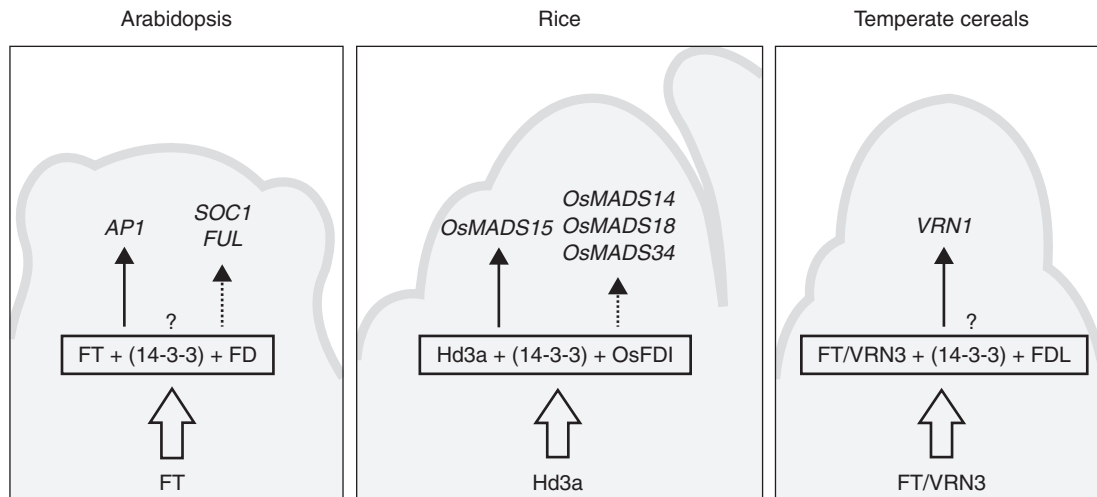 Arabidopsis
AP1
SOC1
FUL
?
FT + (14-3-3) + FD
FT
Rice
OsMADS15
OsMADS14
OsMADS18
OsMADS34
Hd3a + (14-3-3) + OsFDI
Hd3a
Temperate cereals
VRN1
?
FT/VRN3 + (14-3-3) + FDL
FT/VRN3